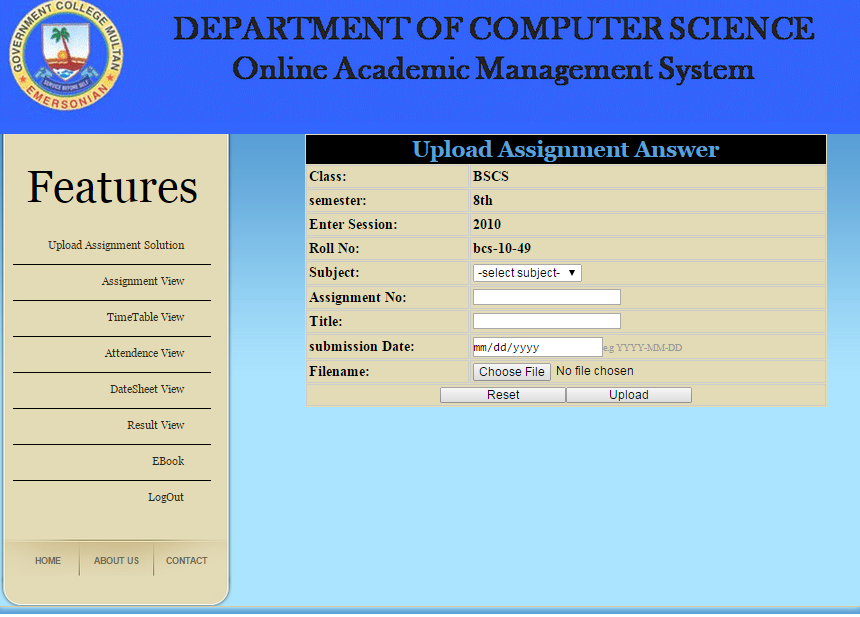 GOVERNMENT COLLEGE MULTAN
SERVICE BEFORE SELF
EMERSONIAN
DEPARTMENT OF COMPUTER SCIENCE
Online Academic Management System
Features
Upload Assignment Solution
Assignment View
TimeTable View
Attendence View
DateSheet View
Result View
EBook
LogOut
HOME ABOUT US CONTACT
Upload Assignment Answer
Class: BSCS
semester: 8th
Enter Session: 2010
Roll No: bcs-10-49
Subject: -select subject-
Assignment No:
Title:
submission Date: mm/dd/yyyy e.g YYYY-MM-DD
Filename: Choose File No file chosen
Reset Upload